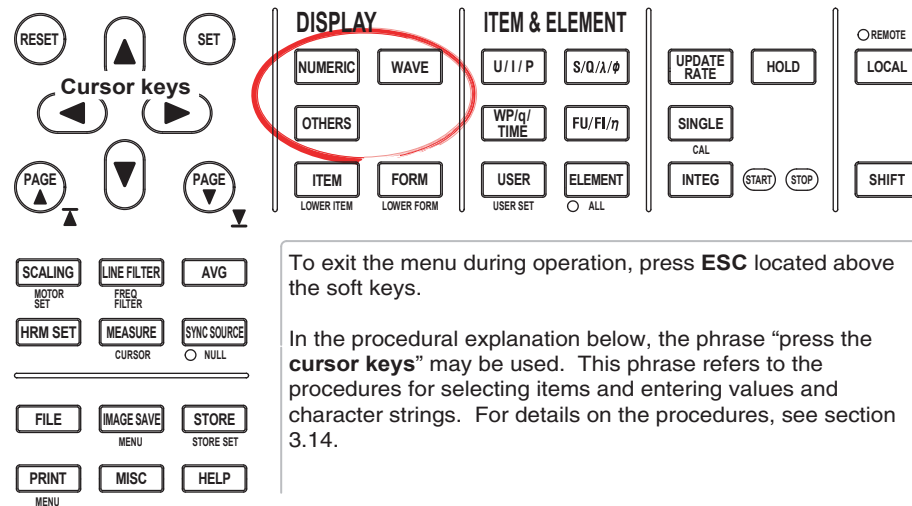 DISPLAY
ITEM & ELEMENT
RESET
SET
REMOTE
NUMERIC
WAVE
U / I / P
S/Q/λ/φ
UPDATE RATE
HOLD
LOCAL
Cursor keys
OTHERS
WP/q/ TIME
FU/FI/η
SINGLE
CAL
PAGE
PAGE
ITEM
FORM
USER
ELEMENT
INTEG
START
STOP
SHIFT
LOWER ITEM
LOWER FORM
USER SET
ALL
SCALING
LINE FILTER
AVG
MOTOR SET
FREQ FILTER
HRM SET
MEASURE
SYNC SOURCE
CURSOR
NULL
FILE
IMAGE SAVE
STORE
MENU
STORE SET
PRINT
MISC
HELP
MENU
To exit the menu during operation, press ESC located above
the soft keys.
In the procedural explanation below, the phrase “press the
cursor keys” may be used. This phrase refers to the
procedures for selecting items and entering values and
character strings. For details on the procedures, see section
3.14.